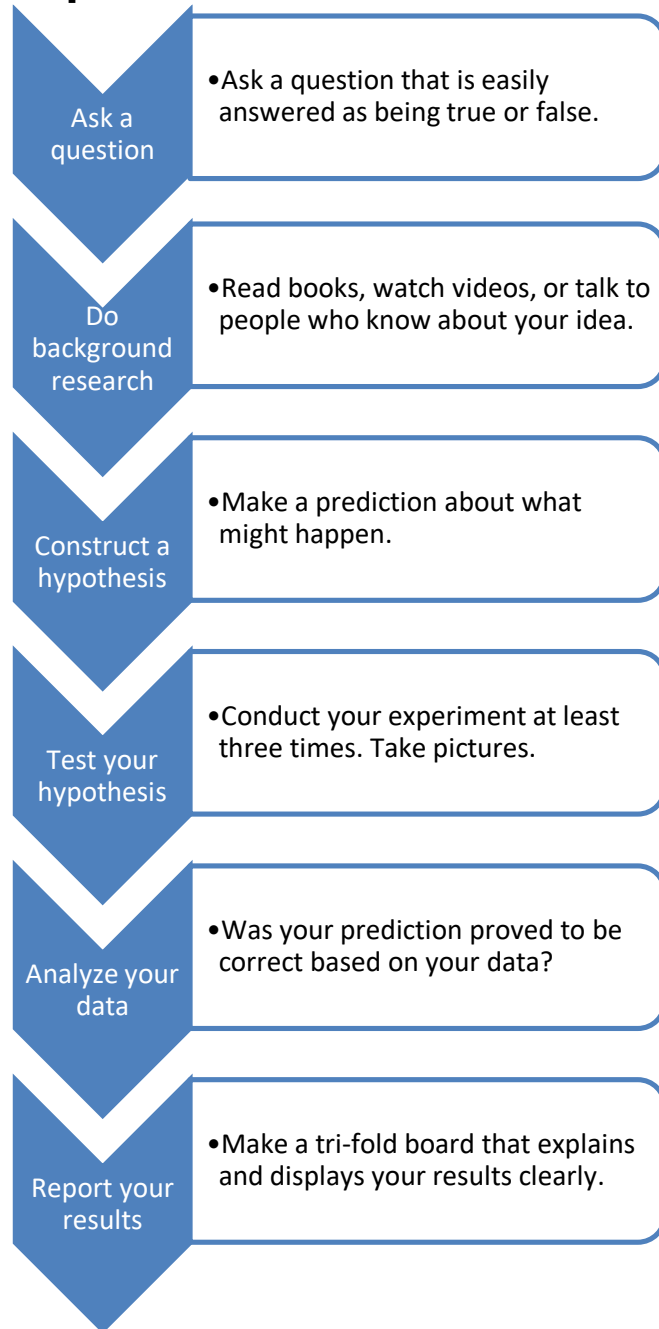 Ask a
question
•Ask a question that is easily
answered as being true or false.
Do
background
research
•Read books, watch videos, or talk to
people who know about your idea.
Construct a
hypothesis
•Make a prediction about what
might happen.
Test your
hypothesis
•Conduct your experiment at least
three times. Take pictures.
Analyze your
data
•Was your prediction proved to be
correct based on your data?
Report your
results
•Make a tri-fold board that explains
and displays your results clearly.